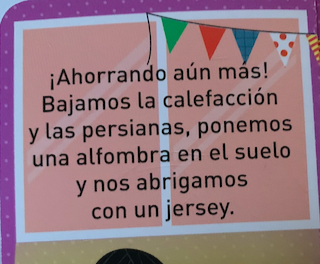 ¡Ahorrando aún más!
Bajamos la calefacción
y las persianas, ponemos
una alfombra en el suelo
y nos abrigamos
con un jersey.